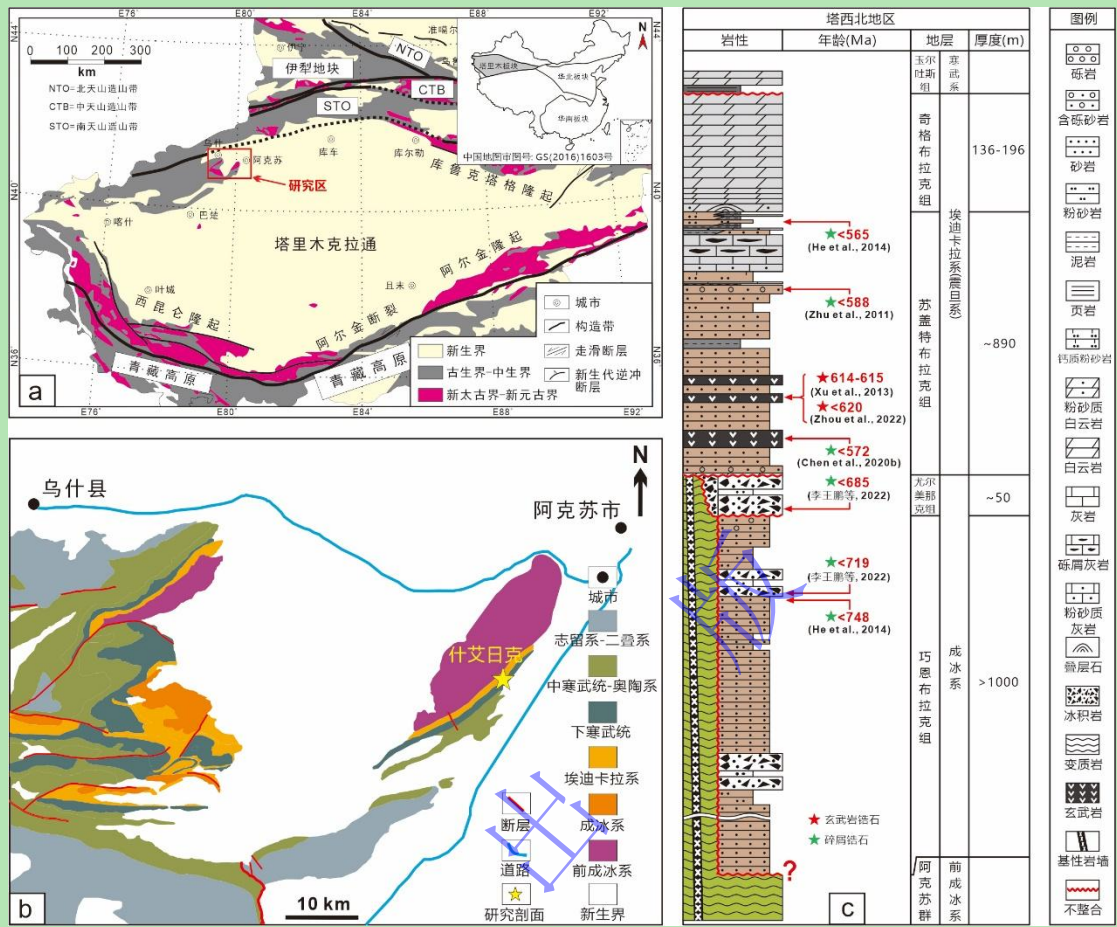 E76°
E80°
E84°
E88°
E92°
N44°
N44°
0 100 200 300
km
NTO=北天山造山带
CTB=中天山造山带
STO=南天山造山带
伊宁
伊犁地块
NTO
准噶尔
CTB
STO
塔里木板块
华北板块
华南板块
中国地图审图号: GS(2016)1603号
N
乌什
阿克苏
库车
库尔勒
库鲁克塔格隆起
研究区
N40°
N40°
喀什
巴楚
塔里木克拉通
叶城
且末
阿尔金隆起
西昆仑隆起
阿尔金断裂
青藏高原
青藏高原
N36°
N36°
城市
构造带
新生界
走滑断层
古生界-中生界
新生代逆冲
断层
新太古界-新元古界
a
E76°
E80°
E84°
E88°
E92°
乌什县
N
阿克苏市
什艾日克
城市
志留系-二叠系
中寒武统-奥陶系
下寒武统
埃迪卡拉系
断层
成冰系
道路
前成冰系
研究剖面
新生界
10 km
b
塔西北地区
岩性
年龄(Ma)
地层
厚度(m)
玉尔吐斯组
寒武系
奇格布拉克组
136-196
埃迪卡拉系(震旦系)
<565
(He et al., 2014)
<588
(Zhu et al., 2011)
苏盖特布拉克组
~890
614-615
(Xu et al., 2013)
<620
(Zhou et al., 2022)
<572
(Chen et al., 2020b)
<685
(李王鹏等, 2022)
尤尔美那克组
~50
<719
(李王鹏等, 2022)
<748
(He et al., 2014)
巧恩布拉克组
成冰系
>1000
玄武岩锆石
碎屑锆石
?
阿克苏群
前成冰系
c
图例
砾岩
含砾砂岩
砂岩
粉砂岩
泥岩
页岩
钙质粉砂岩
粉砂质
白云岩
白云岩
灰岩
砾屑灰岩
粉砂质
灰岩
叠层石
冰积岩
变质岩
玄武岩
基性岩墙
不整合